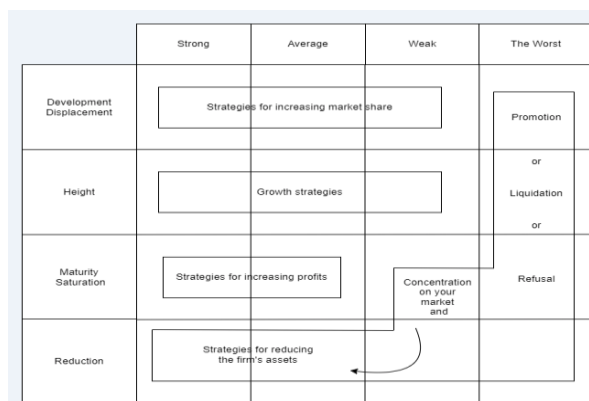 Strong
Average
Weak
The Worst
Development
Displacement
Strategies for increasing market share
Promotion
or
Height
Growth strategies
Liquidation
or
Maturity
Saturation
Strategies for increasing profits
Concentration
on your
market
and
Refusal
Reduction
Strategies for reducing
the firm's assets